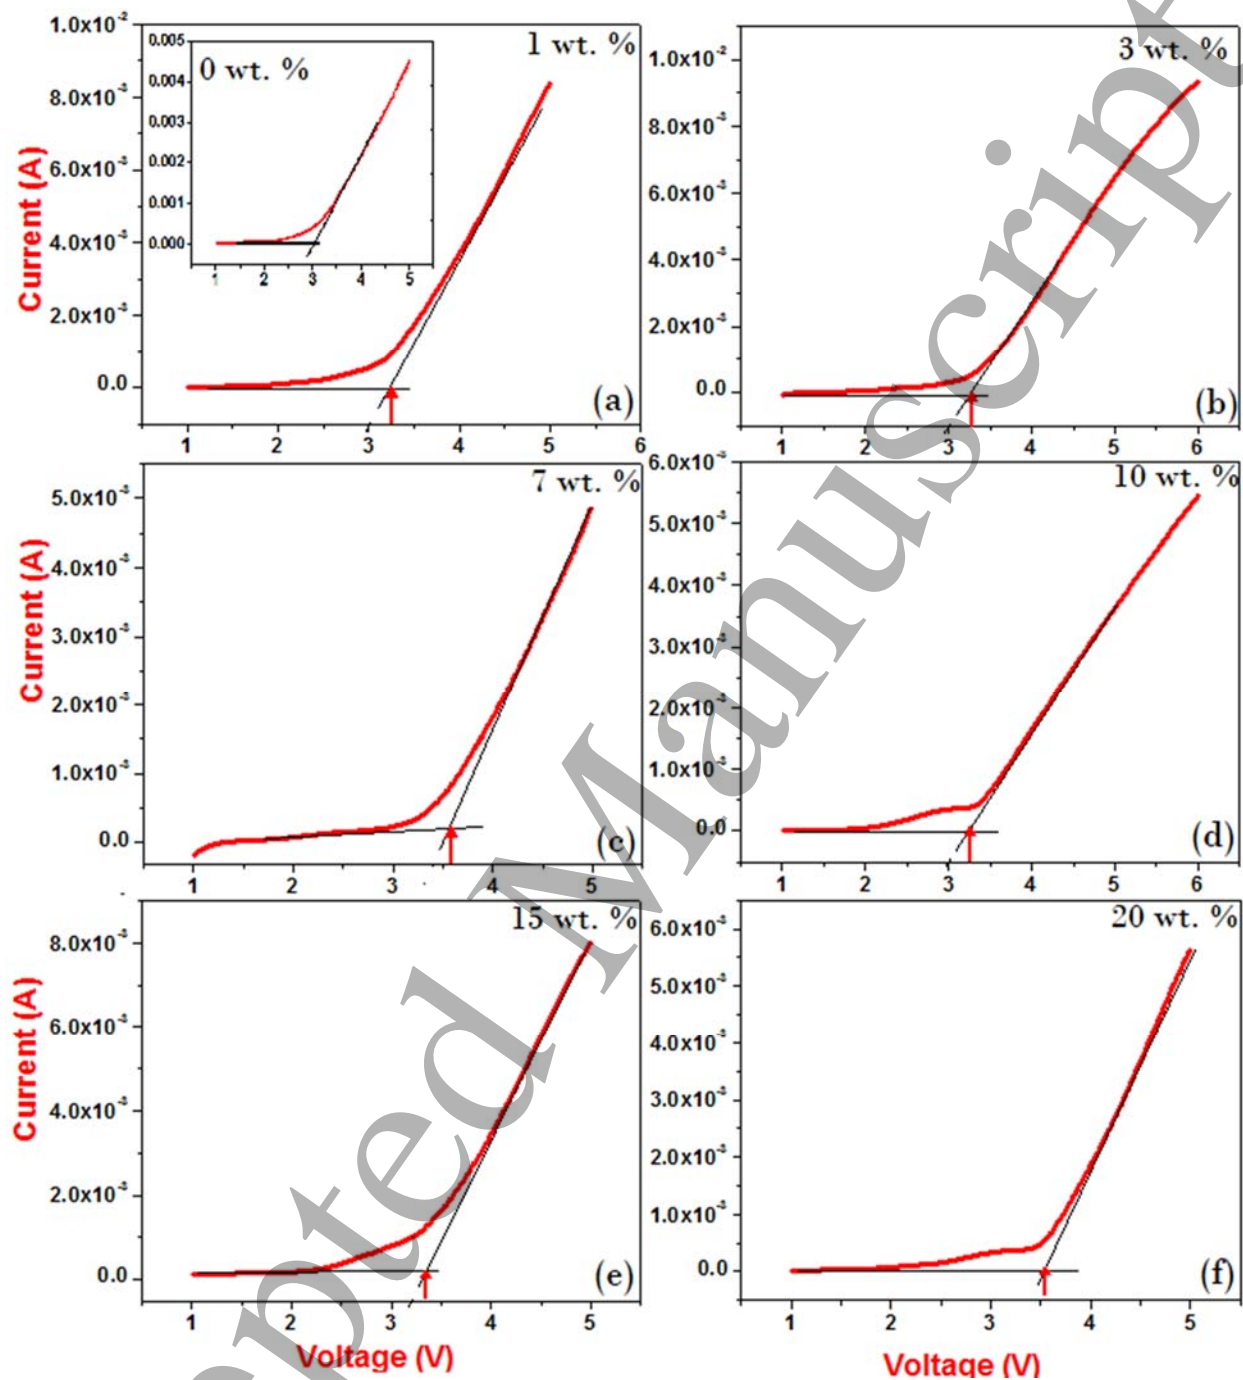 1.0x10⁻²
8.0x10⁻³
6.0x10⁻³
4.0x10⁻³
2.0x10⁻³
0.0
Current (A)
0.005
0.004
0.003
0.002
0.001
0.000
0 wt. %
1 2 3 4 5
1 wt. %
(a)
1 2 3 4 5 6
1.0x10⁻²
8.0x10⁻³
6.0x10⁻³
4.0x10⁻³
2.0x10⁻³
0.0
3 wt. %
(b)
1 2 3 4 5 6
5.0x10⁻³
4.0x10⁻³
3.0x10⁻³
2.0x10⁻³
1.0x10⁻³
0.0
Current (A)
7 wt. %
(c)
1 2 3 4 5
6.0x10⁻³
5.0x10⁻³
4.0x10⁻³
3.0x10⁻³
2.0x10⁻³
1.0x10⁻³
0.0
10 wt. %
(d)
1 2 3 4 5 6
8.0x10⁻³
6.0x10⁻³
4.0x10⁻³
2.0x10⁻³
0.0
Current (A)
15 wt. %
(e)
1 2 3 4 5
Voltage (V)
6.0x10⁻³
5.0x10⁻³
4.0x10⁻³
3.0x10⁻³
2.0x10⁻³
1.0x10⁻³
0.0
20 wt. %
(f)
1 2 3 4 5
Voltage (V)
epted Manuscript